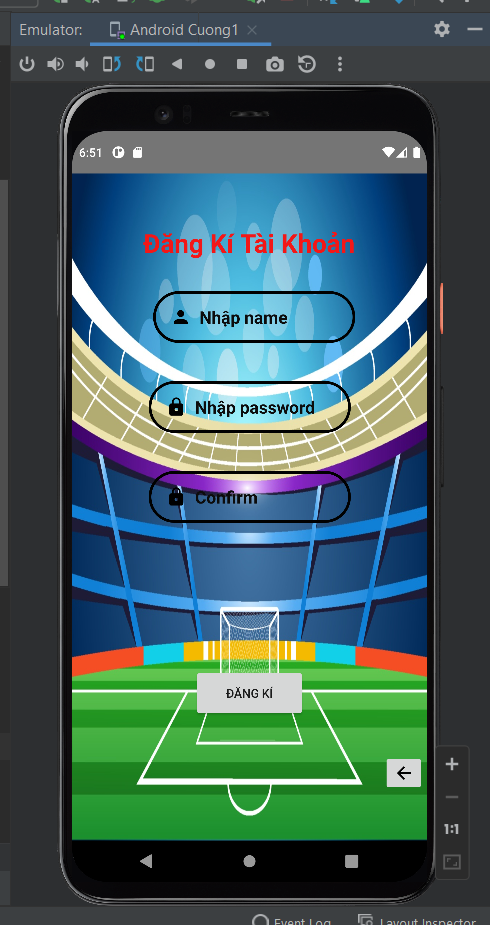 Emulator:
Android Cuong1
6:51
Đăng Kí Tài Khoản
Nhập name
Nhập password
Confirm
ĐĂNG KÍ
1:1
Event Log
Layout Inspector